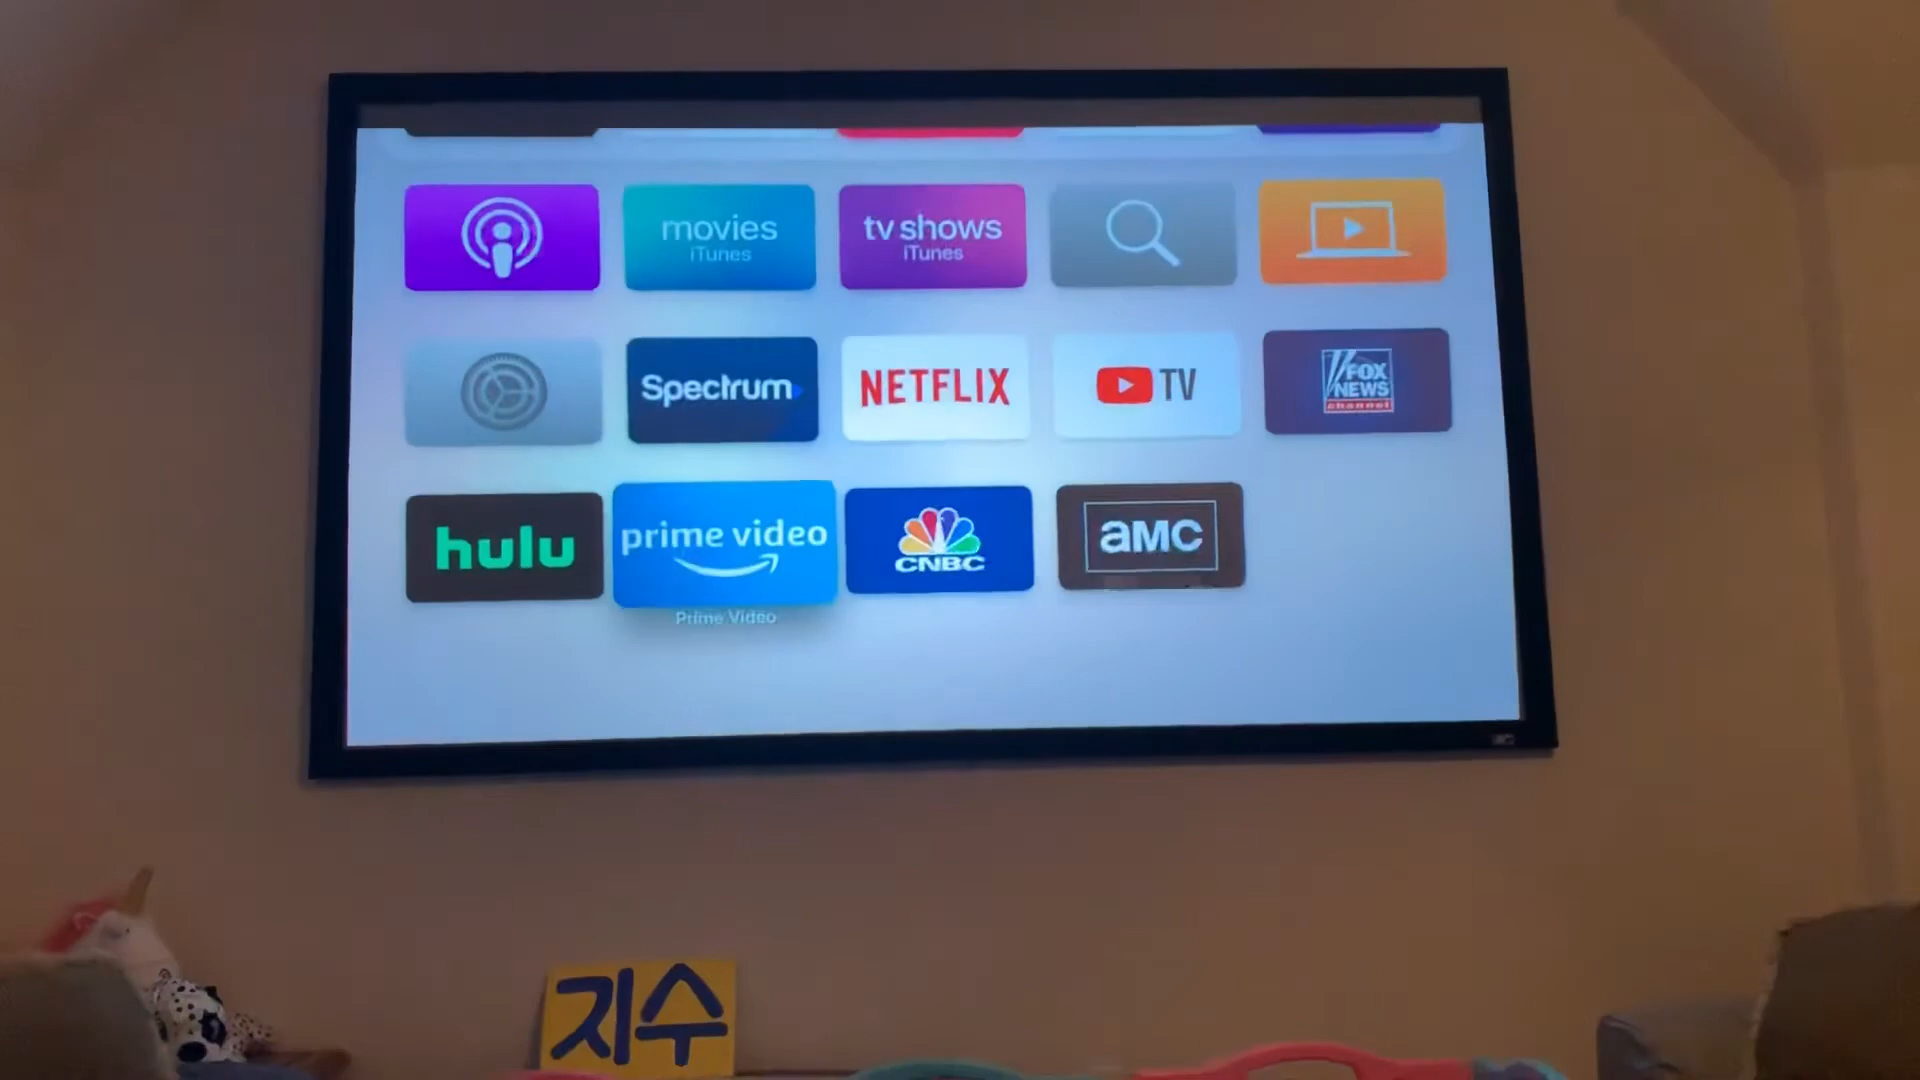 movies
iTunes
tv shows
iTunes
Spectrum
NETFLIX
TV
FOX
NEWS
channel
hulu
prime video
Prime Video
CNBC
aMC
지수